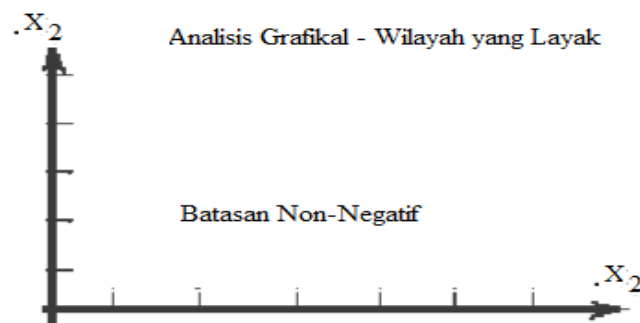 .X2
Analisis Grafikal - Wilayah yang Layak
Batasan Non-Negatif
.X2